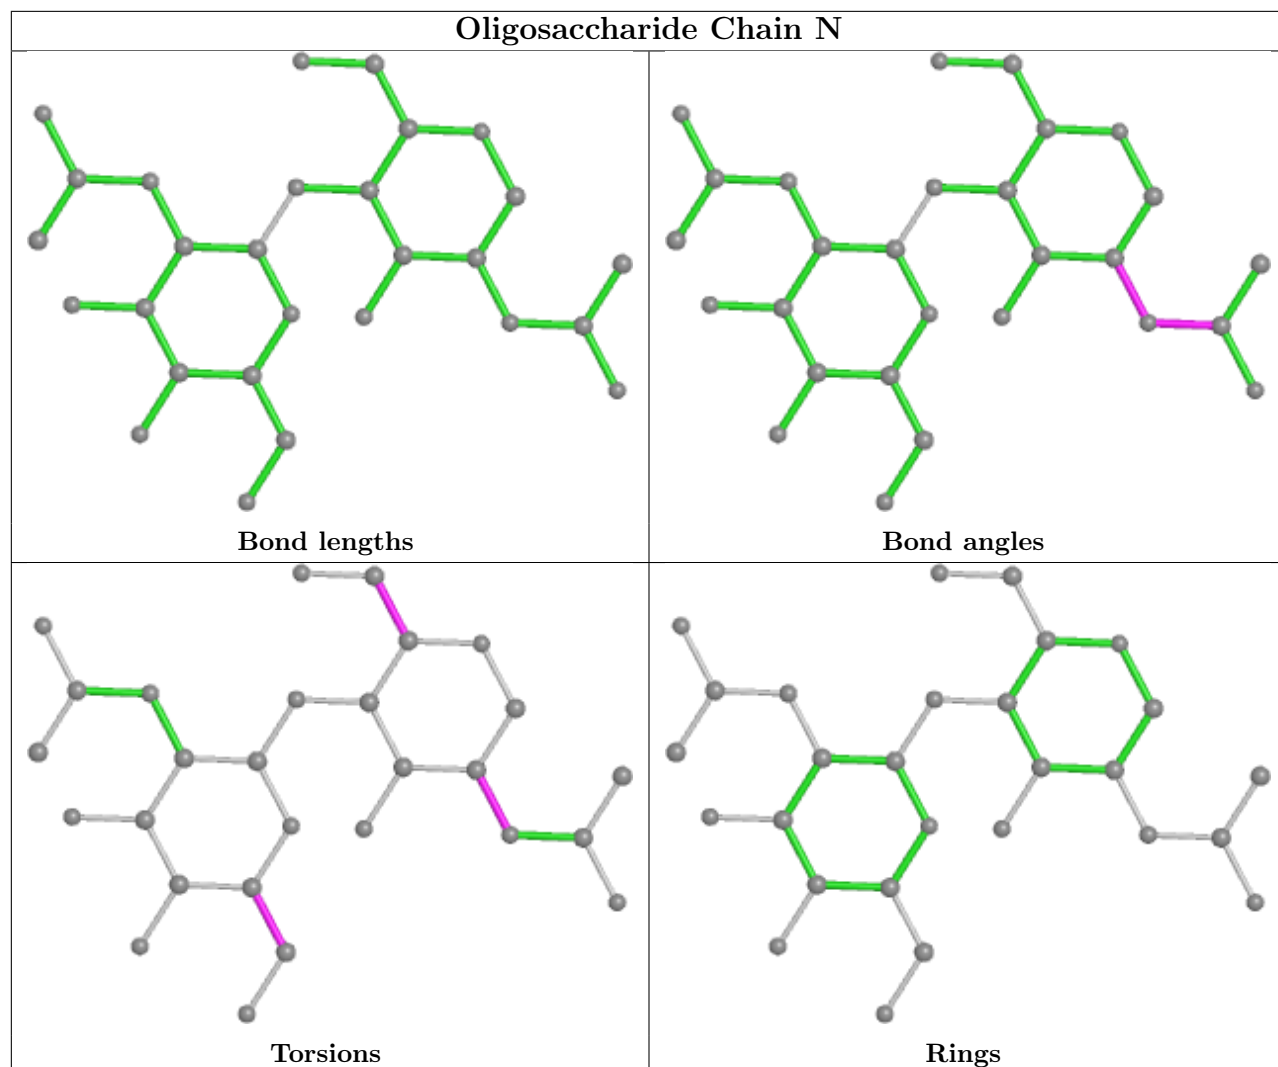 Oligosaccharide Chain N
Bond lengths
Bond angles
Torsions
Rings